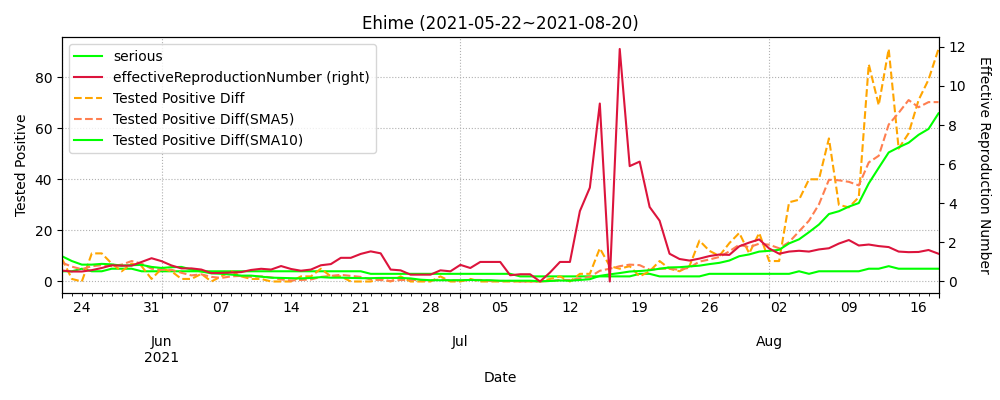 Ehime (2021-05-22~2021-08-20)
serious
effectiveReproductionNumber (right)
Tested Positive Diff
Tested Positive Diff(SMA5)
Tested Positive Diff(SMA10)
Tested Positive
80
60
40
20
0
12
10
8
6
4
2
0
Effective Reproduction Number
24 31 07 14 21 28 05 12 19 26 02 09 16
Jun Jul Aug
2021
Date